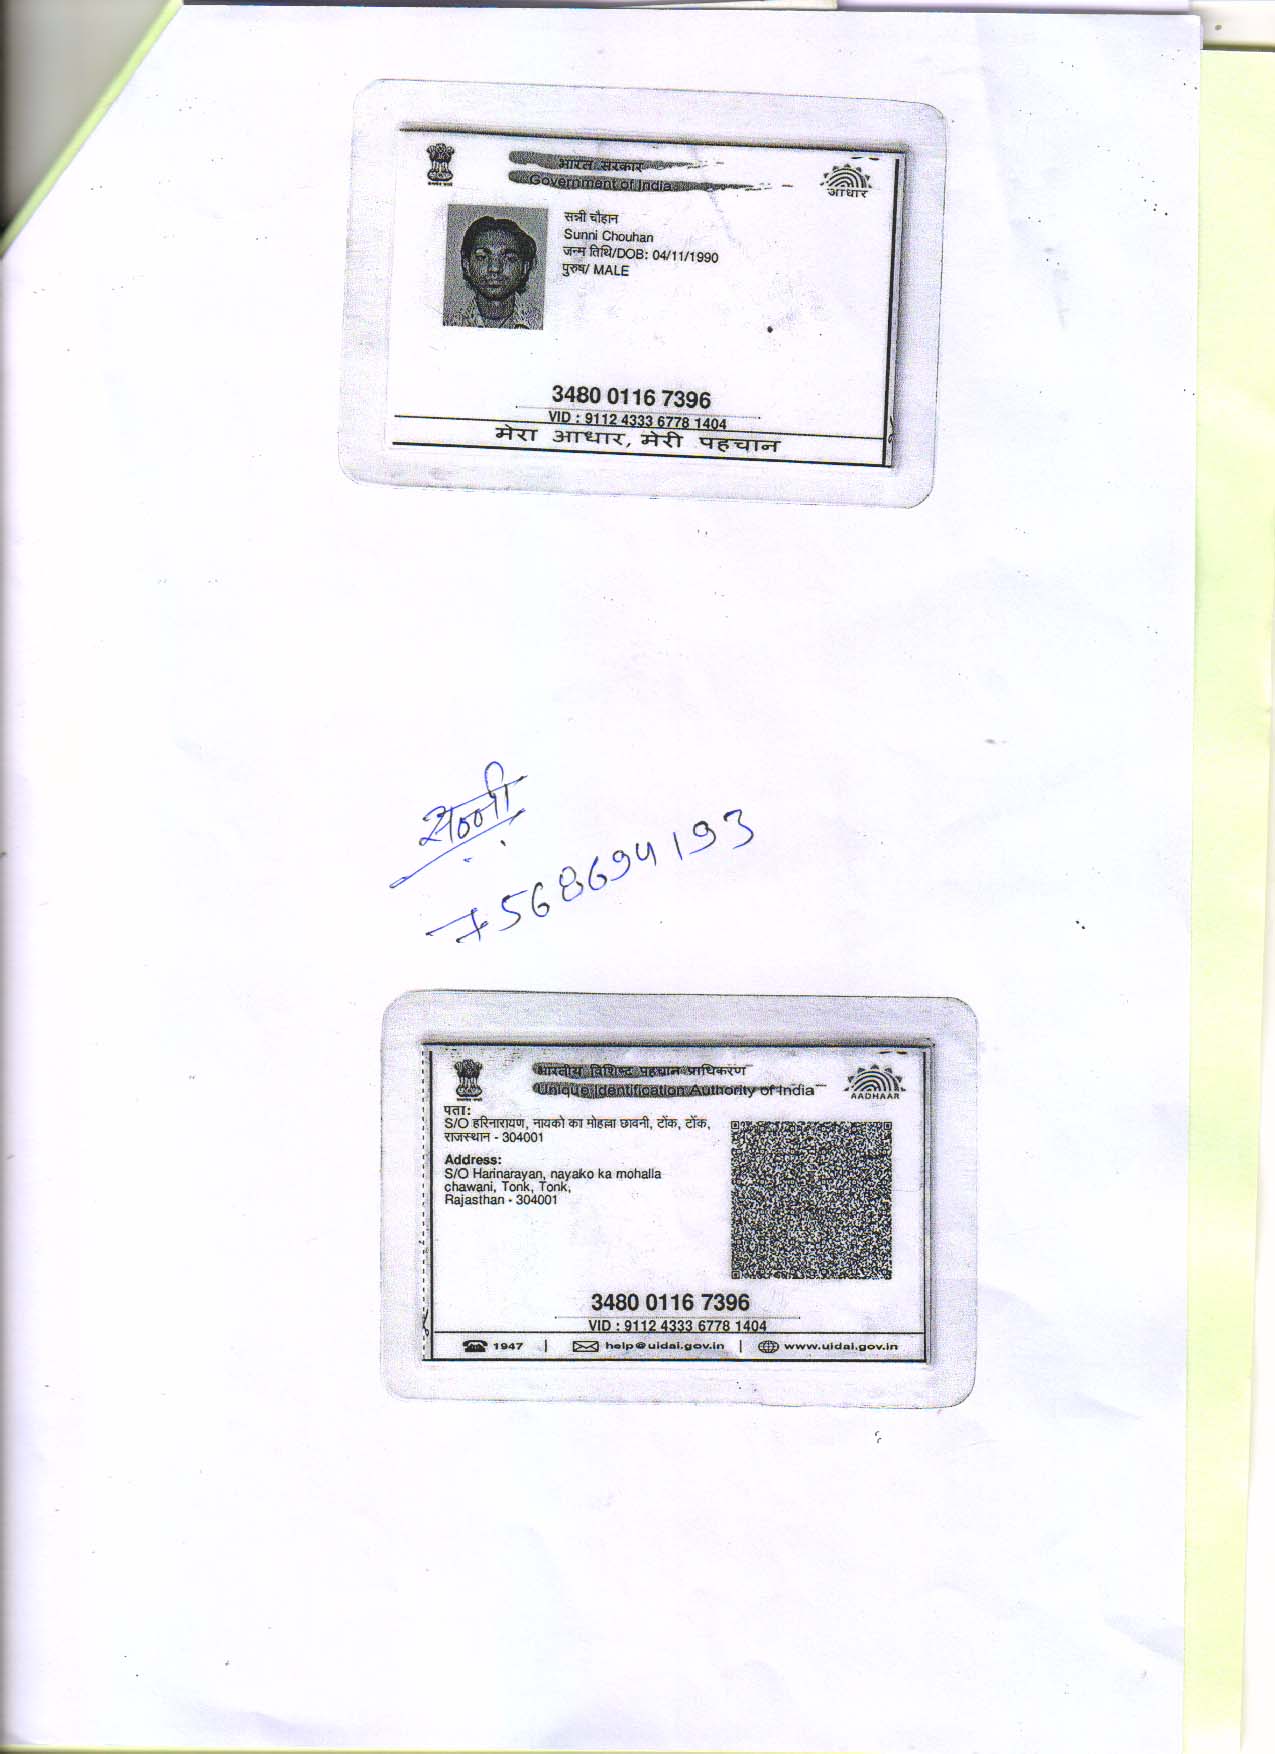 भारत सरकार
Government of India
आधार
सन्नी चौहान
Sunni Chouhan
जन्म तिथि/DOB: 04/11/1990
पुरुष/ MALE
3480 0116 7396
VID : 9112 4333 6778 1404
मेरा आधार, मेरी पहचान
सन्नी
7568694193
भारतीय विशिष्ट पहचान प्राधिकरण
Unique Identification Authority of India
AADHAAR
पता:
S/O हरिनारायण, नायको का मोहल्ला छावनी, टोंक, टोंक,
राजस्थान - 304001
Address:
S/O Harinarayan, nayako ka mohalla
chawani, Tonk, Tonk,
Rajasthan - 304001
3480 0116 7396
VID : 9112 4333 6778 1404
1947 | help@uidai.gov.in | www.uidai.gov.in